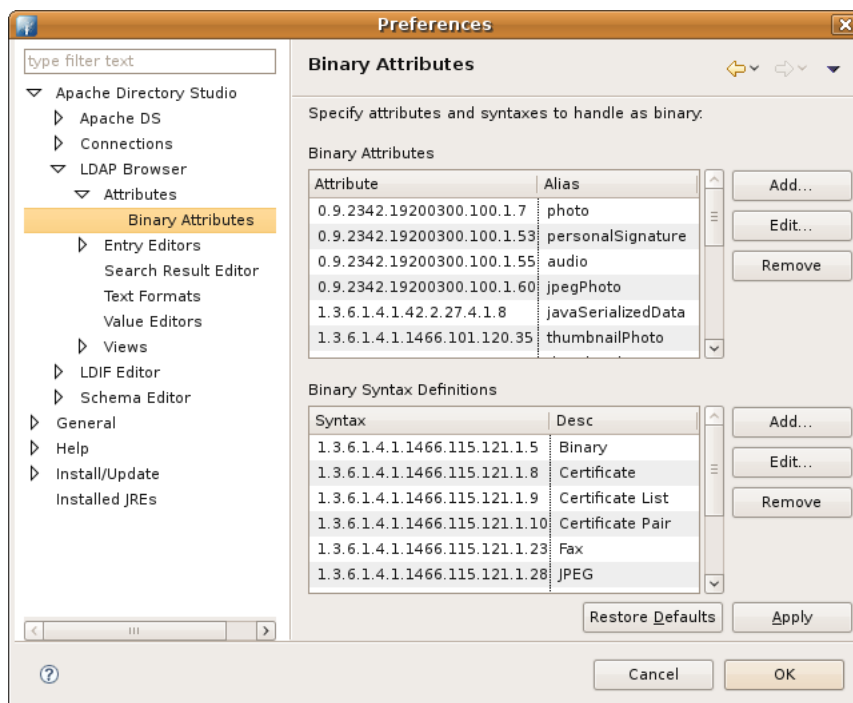 Preferences
type filter text
Apache Directory Studio
Apache DS
Connections
LDAP Browser
Attributes
Binary Attributes
Entry Editors
Search Result Editor
Text Formats
Value Editors
Views
LDIF Editor
Schema Editor
General
Help
Install/Update
Installed JREs
Binary Attributes
Specify attributes and syntaxes to handle as binary:
Binary Attributes
Attribute Alias
0.9.2342.19200300.100.1.7 photo
0.9.2342.19200300.100.1.53 personalSignature
0.9.2342.19200300.100.1.55 audio
0.9.2342.19200300.100.1.60 jpegPhoto
1.3.6.1.4.1.42.2.27.4.1.8 javaSerializedData
1.3.6.1.4.1.1466.101.120.35 thumbnailPhoto
Add...
Edit...
Remove
Binary Syntax Definitions
Syntax Desc
1.3.6.1.4.1.1466.115.121.1.5 Binary
1.3.6.1.4.1.1466.115.121.1.8 Certificate
1.3.6.1.4.1.1466.115.121.1.9 Certificate List
1.3.6.1.4.1.1466.115.121.1.10 Certificate Pair
1.3.6.1.4.1.1466.115.121.1.23 Fax
1.3.6.1.4.1.1466.115.121.1.28 JPEG
Add...
Edit...
Remove
Restore Defaults Apply
? Cancel OK